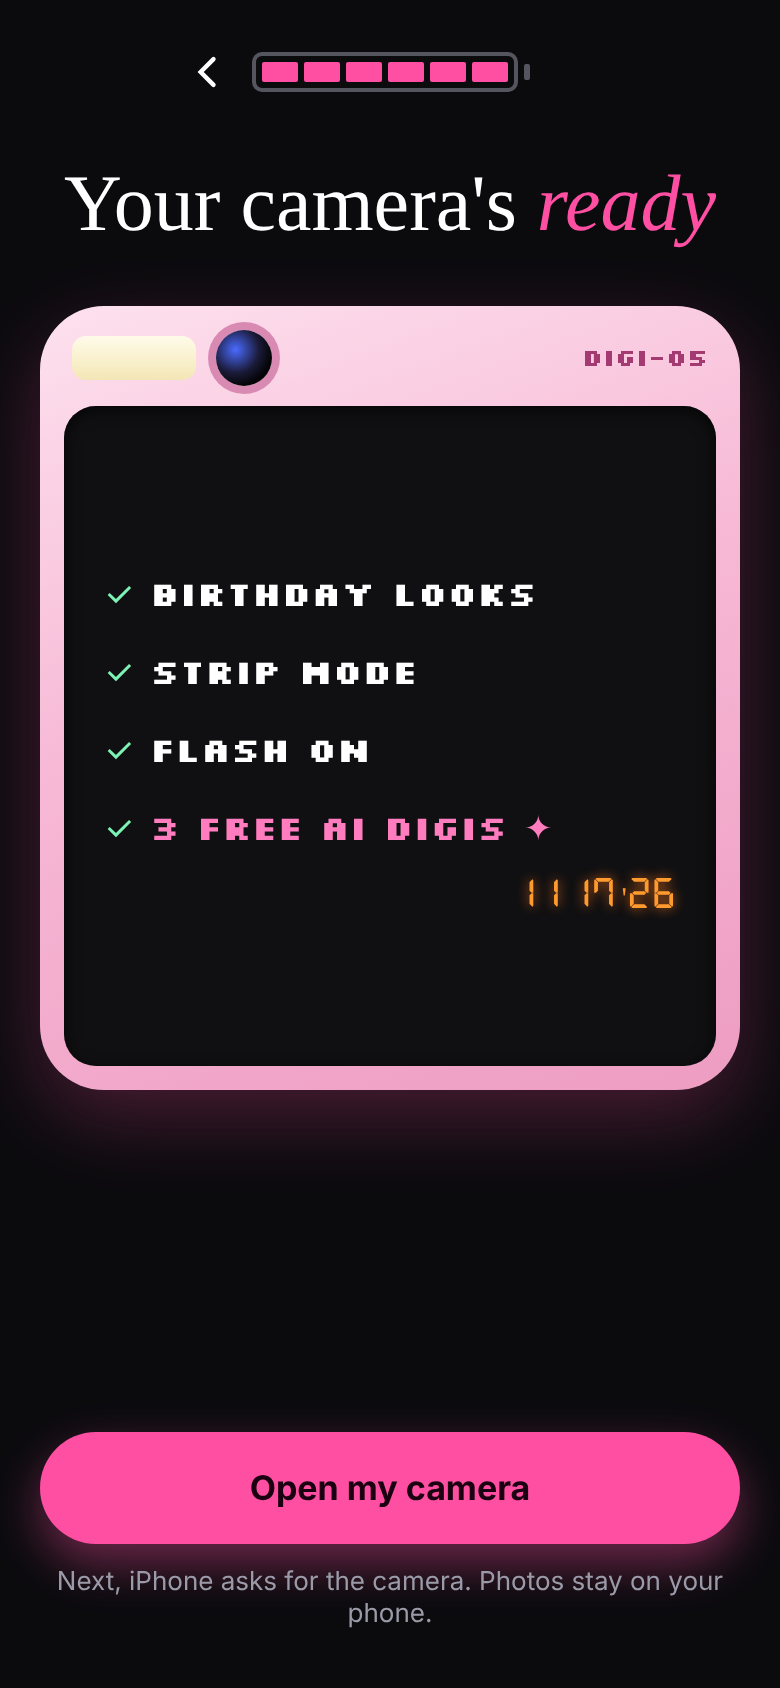 Your camera's ready
DIGI-05
BIRTHDAY LOOKS
STRIP MODE
FLASH ON
3 FREE AI DIGIS ✦
11 17 '26
Open my camera
Next, iPhone asks for the camera. Photos stay on your
phone.